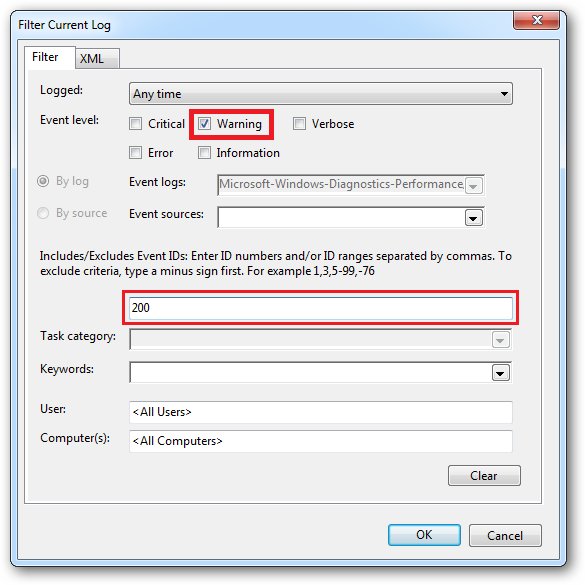 Filter Current Log
Filter XML
Logged: Any time
Event level: Critical Warning Verbose
Error Information
By log Event logs: Microsoft-Windows-Diagnostics-Performance,
By source Event sources:
Includes/Excludes Event IDs: Enter ID numbers and/or ID ranges separated by commas. To
exclude criteria, type a minus sign first. For example 1,3,5-99,-76
200
Task category:
Keywords:
User: <All Users>
Computer(s): <All Computers>
Clear
OK Cancel